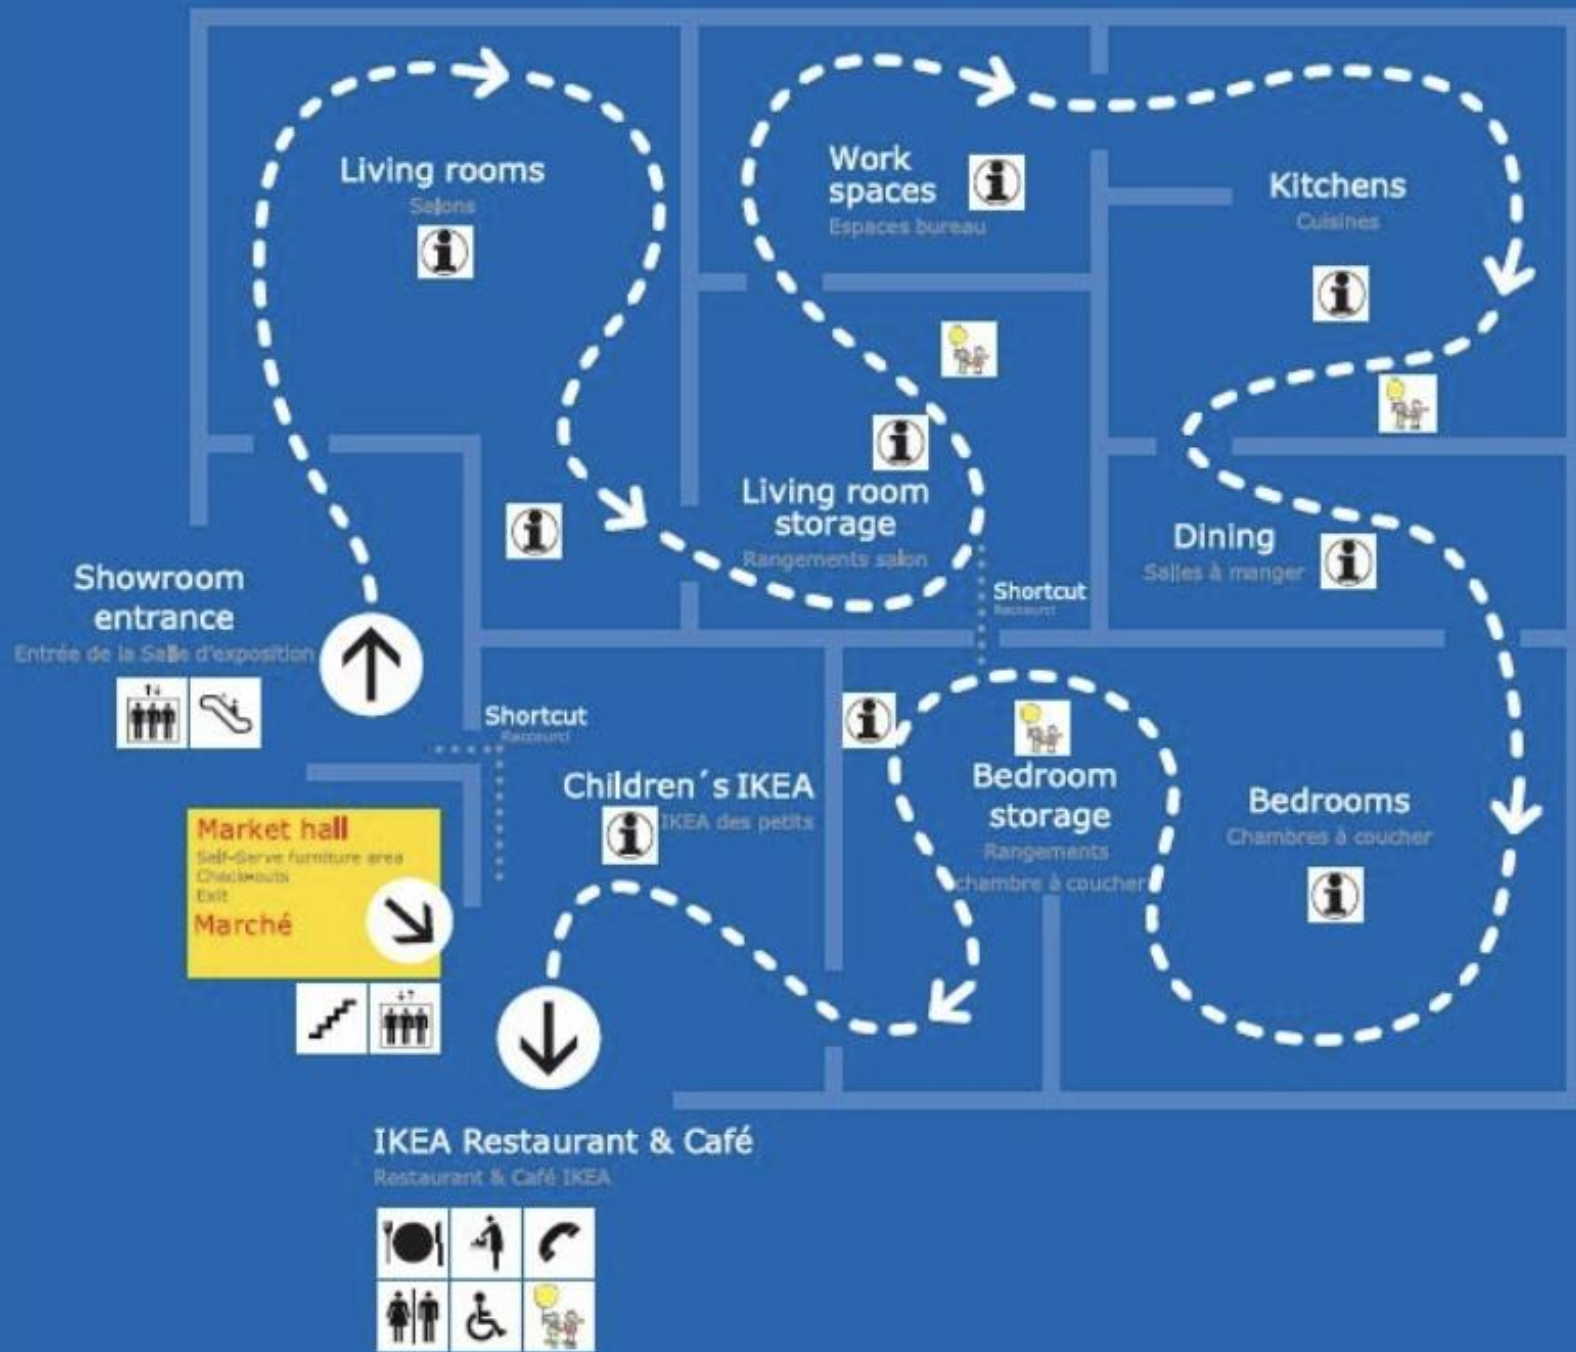 Living rooms
Salons
Work
spaces
Espaces bureau
Kitchens
Cuisines
Living room
storage
Rangements salon
Dining
Salles à manger
Shortcut
Raccourci
Showroom
entrance
Entrée de la Salle d'exposition
Shortcut
Raccourci
Children´s IKEA
IKEA des petits
Bedroom
storage
Rangements
chambre à coucher
Bedrooms
Chambres à coucher
Market hall
Self-Serve furniture area
Checkouts
Exit
Marché
IKEA Restaurant & Café
Restaurant & Café IKEA